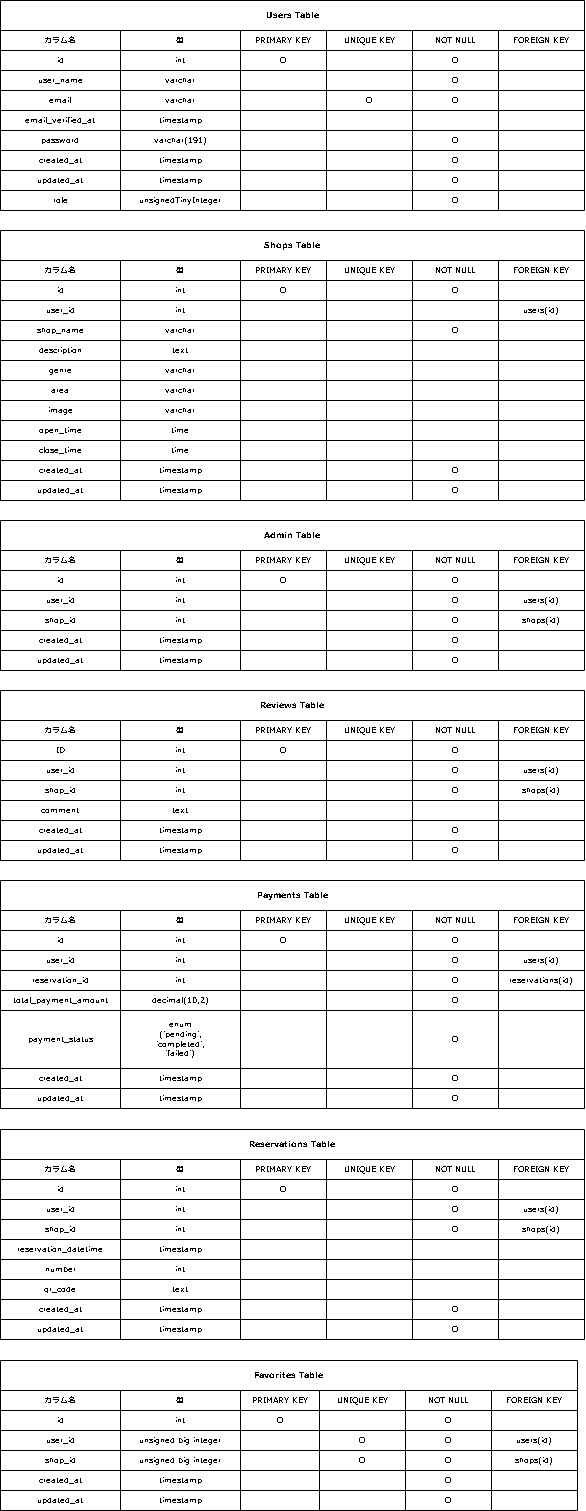 Users Table
カラム名 型 PRIMARY KEY UNIQUE KEY NOT NULL FOREIGN KEY
id int ○ ○
user_name varchar ○
email varchar ○ ○
email_verified_at timestamp
password varchar(191) ○
created_at timestamp ○
updated_at timestamp ○
role unsignedTinyInteger ○
Shops Table
カラム名 型 PRIMARY KEY UNIQUE KEY NOT NULL FOREIGN KEY
id int ○ ○
user_id int users(id)
shop_name varchar ○
description text
genre varchar
area varchar
image varchar
open_time time
close_time time
created_at timestamp ○
updated_at timestamp ○
Admin Table
カラム名 型 PRIMARY KEY UNIQUE KEY NOT NULL FOREIGN KEY
id int ○ ○
user_id int ○ users(id)
shop_id int ○ shops(id)
created_at timestamp ○
updated_at timestamp ○
Reviews Table
カラム名 型 PRIMARY KEY UNIQUE KEY NOT NULL FOREIGN KEY
ID int ○ ○
user_id int ○ users(id)
shop_id int ○ shops(id)
comment text
created_at timestamp ○
updated_at timestamp ○
Payments Table
カラム名 型 PRIMARY KEY UNIQUE KEY NOT NULL FOREIGN KEY
id int ○ ○
user_id int ○ users(id)
reservation_id int ○ reservations(id)
total_payment_amount decimal(10,2) ○
payment_status enum ○
('pending',
'completed',
'failed')
created_at timestamp ○
updated_at timestamp ○
Reservations Table
カラム名 型 PRIMARY KEY UNIQUE KEY NOT NULL FOREIGN KEY
id int ○ ○
user_id int ○ users(id)
shop_id int ○ shops(id)
reservation_datetime timestamp
number int
qr_code text
created_at timestamp ○
updated_at timestamp ○
Favorites Table
カラム名 型 PRIMARY KEY UNIQUE KEY NOT NULL FOREIGN KEY
id int ○ ○
user_id unsigned big integer ○ ○ users(id)
shop_id unsigned big integer ○ ○ shops(id)
created_at timestamp ○
updated_at timestamp ○